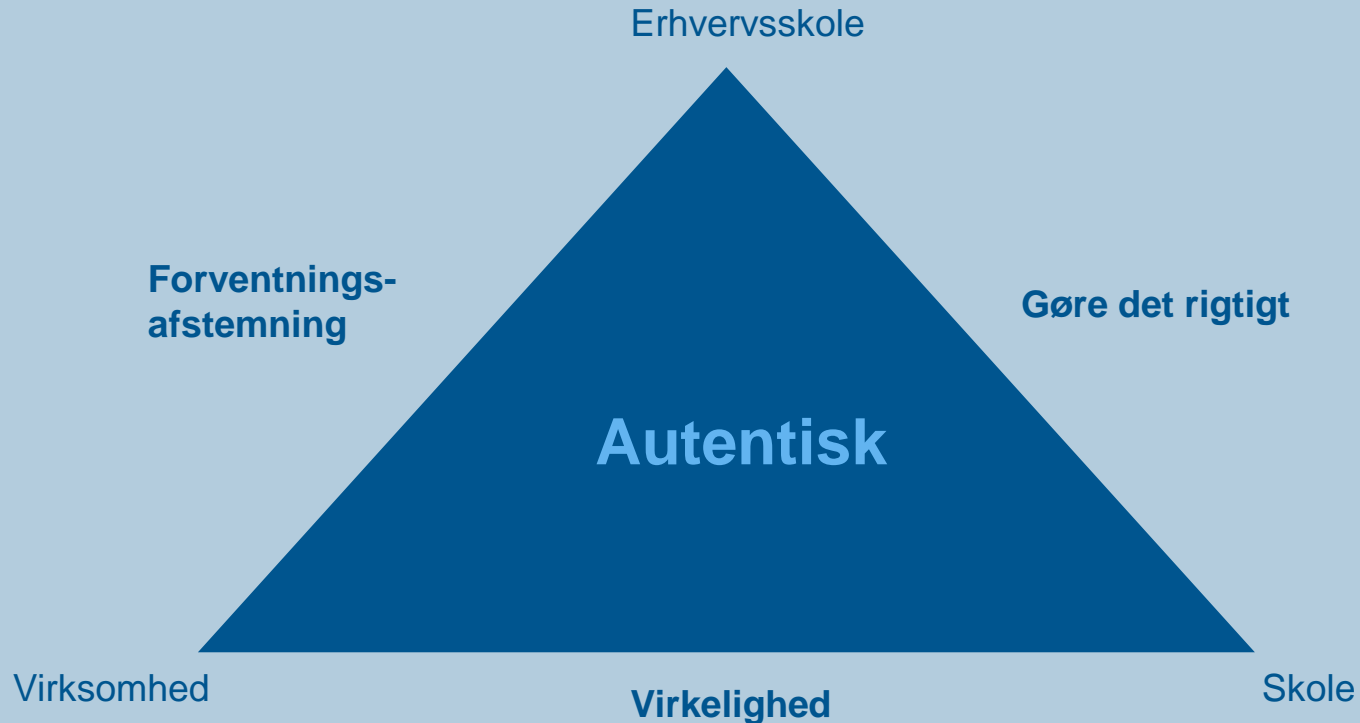 Erhvervsskole
Forventnings-
afstemning
Gøre det rigtigt
Autentisk
Virksomhed
Virkelighed
Skole